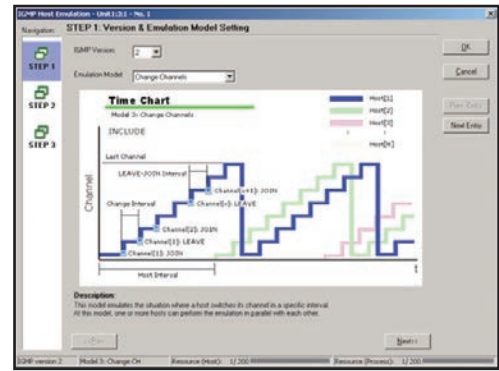 IGMP Host Emulation - Unit1:3:1 - No. 1
Navigation
STEP 1: Version & Emulation Model Setting
IGMP Version
2
OK
STEP 1
Emulation Model
Change Channels
Cancel
STEP 2
STEP 3
Time Chart
Model 3: Change Channels
INCLUDE
Host[1]
Host[2]
Host[3]
Host[N]
Prev Entry
Next Entry
Last Channel
LEAVE-JOIN Interval
Channel[n+1]: JOIN
Change Interval
Channel[n]: LEAVE
Channel
Channel[2]: JOIN
Channel[1]: LEAVE
Channel[1]: JOIN
Host Interval
t
Description:
This model emulates the situation where a host switches its channel in a specific interval.
At this model, one or more hosts can perform the emulation in parallel with each other.
Next>
IGMP version 2
Model 3: Change CH
Resource (Host): 1/200
Resource (Process): 1/200